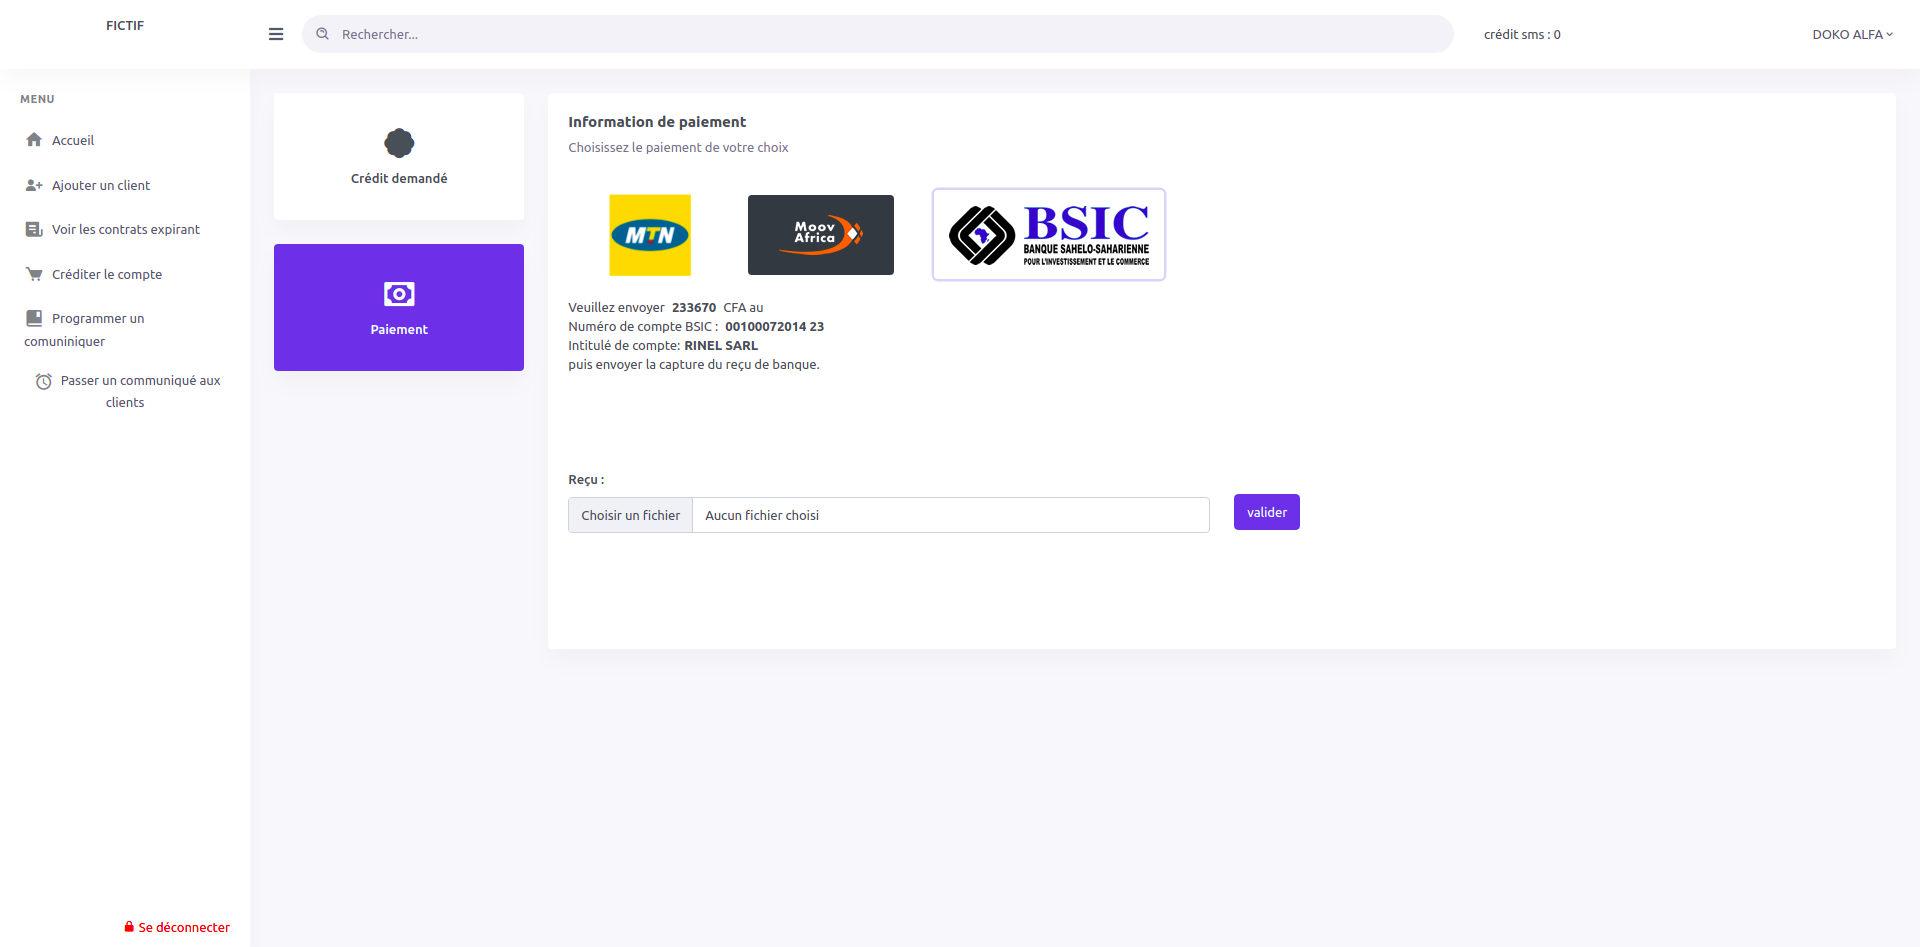 FICTIF
Rechercher...
crédit sms : 0
DOKO ALFA
MENU
Accueil
Ajouter un client
Voir les contrats expirant
Créditer le compte
Programmer un
comuniniquer
Passer un communiqué aux
clients
Se déconnecter
Crédit demandé
Paiement
Information de paiement
Choisissez le paiement de votre choix
MTN
Moov
Africa
BSIC
BANQUE SAHELO-SAHARIENNE
POUR L'INVESTISSEMENT ET LE COMMERCE
Veuillez envoyer 233670 CFA au
Numéro de compte BSIC : 00100072014 23
Intitulé de compte: RINEL SARL
puis envoyer la capture du reçu de banque.
Reçu :
Choisir un fichier Aucun fichier choisi
valider